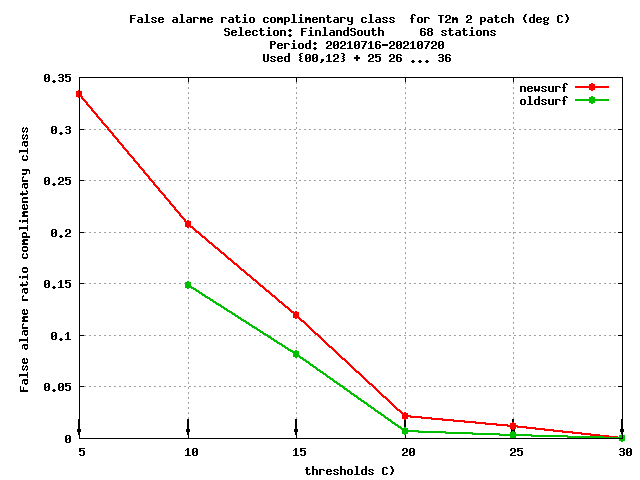 False alarme ratio complimentary class  for T2m 2 patch (deg C)
Selection: FinlandSouth     68 stations
Period: 20210716-20210720
Used {00,12} + 25 26 ... 36
newsurf
oldsurf
False alarme ratio complimentary class
0.35
0.3
0.25
0.2
0.15
0.1
0.05
0
5 10 15 20 25 30
thresholds C)